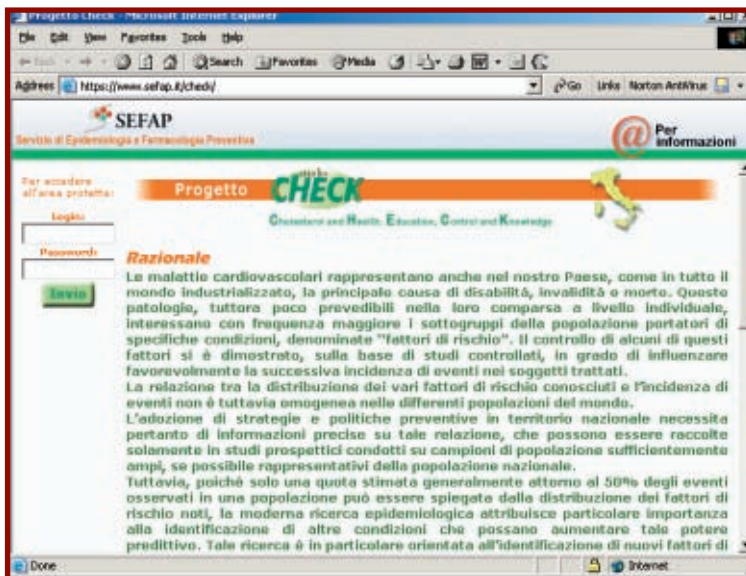 Progetto Check - Microsoft Internet Explorer
File Edit View Favorites Tools Help
Back Search Favorites Media
Address https://www.sefap.it/check/ Go Links Norton AntiVirus
SEFAP
Servizio di Epidemiologia e Farmacologia Preventiva
@ Per informazioni
Per accedere
all'area protetta:
Login:
Password:
Invio
Progetto CHECK
Cholesterol and Health: Education, Control and Knowledge
Razionale
Le malattie cardiovascolari rappresentano anche nel nostro Paese, come in tutto il
mondo industrializzato, la principale causa di disabilità, invalidità e morte. Queste
patologie, tuttora poco prevedibili nella loro comparsa a livello individuale,
interessano con frequenza maggiore i sottogruppi della popolazione portatori di
specifiche condizioni, denominate "fattori di rischio". Il controllo di alcuni di questi
fattori si è dimostrato, sulla base di studi controllati, in grado di influenzare
favorevolmente la successiva incidenza di eventi nei soggetti trattati.
La relazione tra la distribuzione dei vari fattori di rischio conosciuti e l'incidenza di
eventi non è tuttavia omogenea nelle differenti popolazioni del mondo.
L'adozione di strategie e politiche preventive in territorio nazionale necessita
pertanto di informazioni precise su tale relazione, che possono essere raccolte
solamente in studi prospettici condotti su campioni di popolazione sufficientemente
ampi, se possibile rappresentativi della popolazione nazionale.
Tuttavia, poiché solo una quota stimata generalmente attorno al 50% degli eventi
osservati in una popolazione può essere spiegata dalla distribuzione dei fattori di
rischio noti, la moderna ricerca epidemiologica attribuisce particolare importanza
alla identificazione di altre condizioni che possano aumentare tale potere
predittivo. Tale ricerca è in particolare orientata all'identificazione di nuovi fattori di
Done Internet